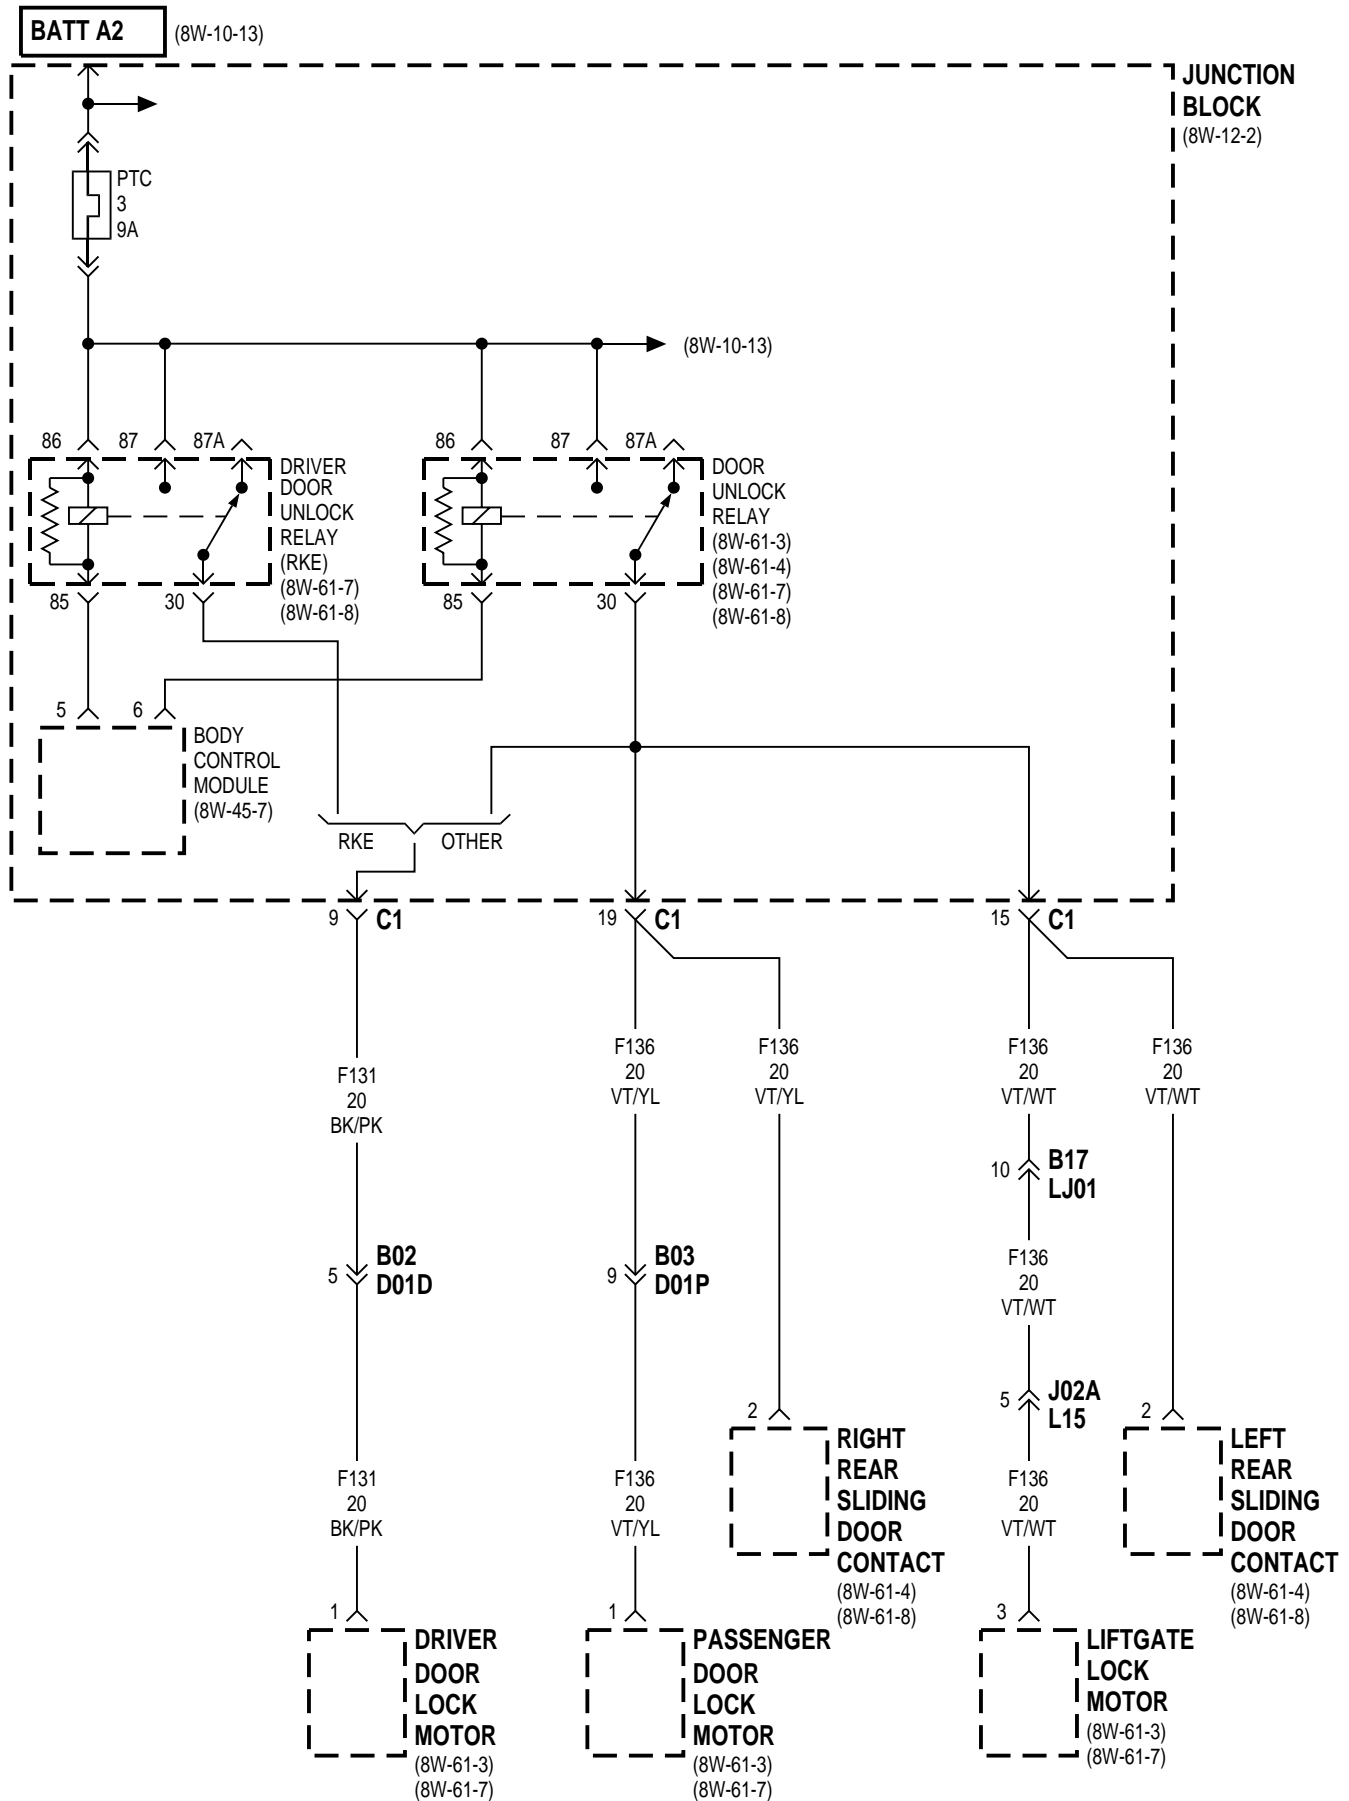 BATT A2
(8W-10-13)
JUNCTION
BLOCK
(8W-12-2)
PTC
3
9A
(8W-10-13)
86
87
87A
86
87
87A
DRIVER
DOOR
UNLOCK
RELAY
(RKE)
(8W-61-7)
(8W-61-8)
DOOR
UNLOCK
RELAY
(8W-61-3)
(8W-61-4)
(8W-61-7)
(8W-61-8)
85
30
85
30
5
6
BODY
CONTROL
MODULE
(8W-45-7)
RKE
OTHER
9
C1
19
C1
15
C1
F131
20
BK/PK
F136
20
VT/YL
F136
20
VT/YL
F136
20
VT/WT
F136
20
VT/WT
10
B17
LJ01
5
B02
D01D
9
B03
D01P
F136
20
VT/WT
5
J02A
L15
2
RIGHT
REAR
SLIDING
DOOR
CONTACT
(8W-61-4)
(8W-61-8)
2
LEFT
REAR
SLIDING
DOOR
CONTACT
(8W-61-4)
(8W-61-8)
F131
20
BK/PK
F136
20
VT/YL
F136
20
VT/WT
1
DRIVER
DOOR
LOCK
MOTOR
(8W-61-3)
(8W-61-7)
1
PASSENGER
DOOR
LOCK
MOTOR
(8W-61-3)
(8W-61-7)
3
LIFTGATE
LOCK
MOTOR
(8W-61-3)
(8W-61-7)